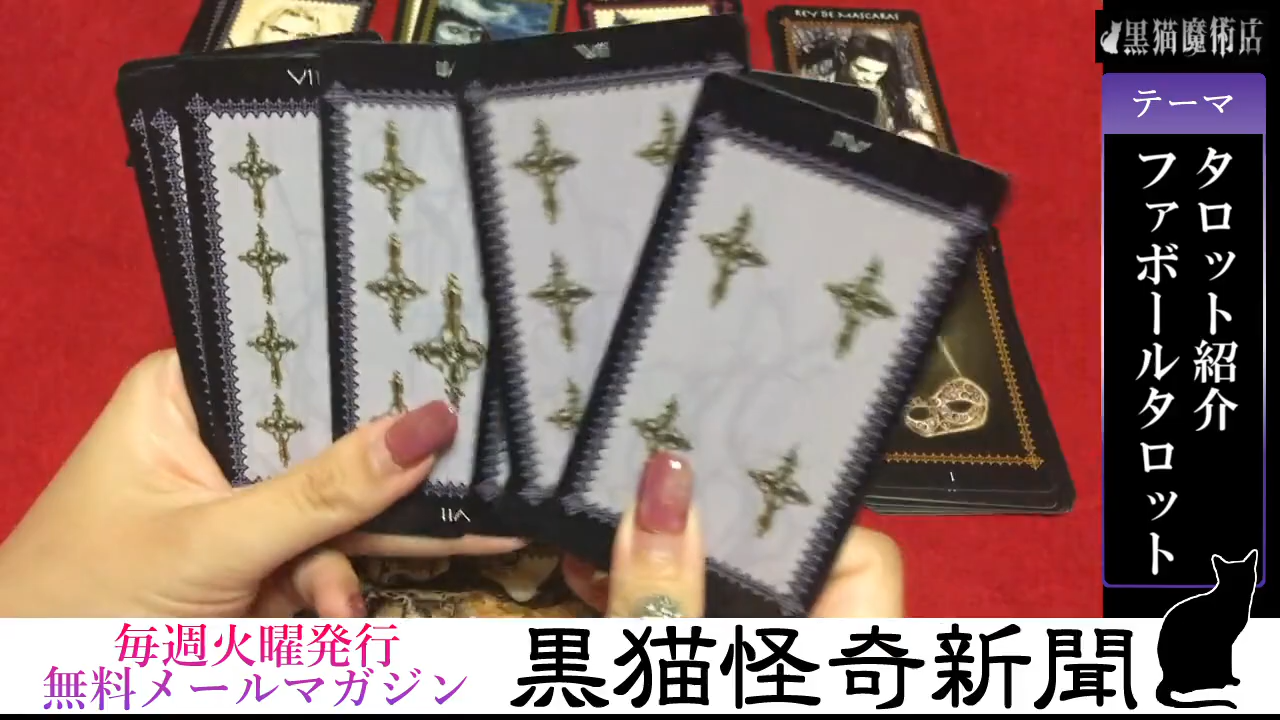 REY DE MASCARAS
VII
VII
IV
I
VII
黒猫魔術店
テーマ
タロット紹介
ファボールタロット
毎週火曜発行
無料メールマガジン
黒猫怪奇新聞